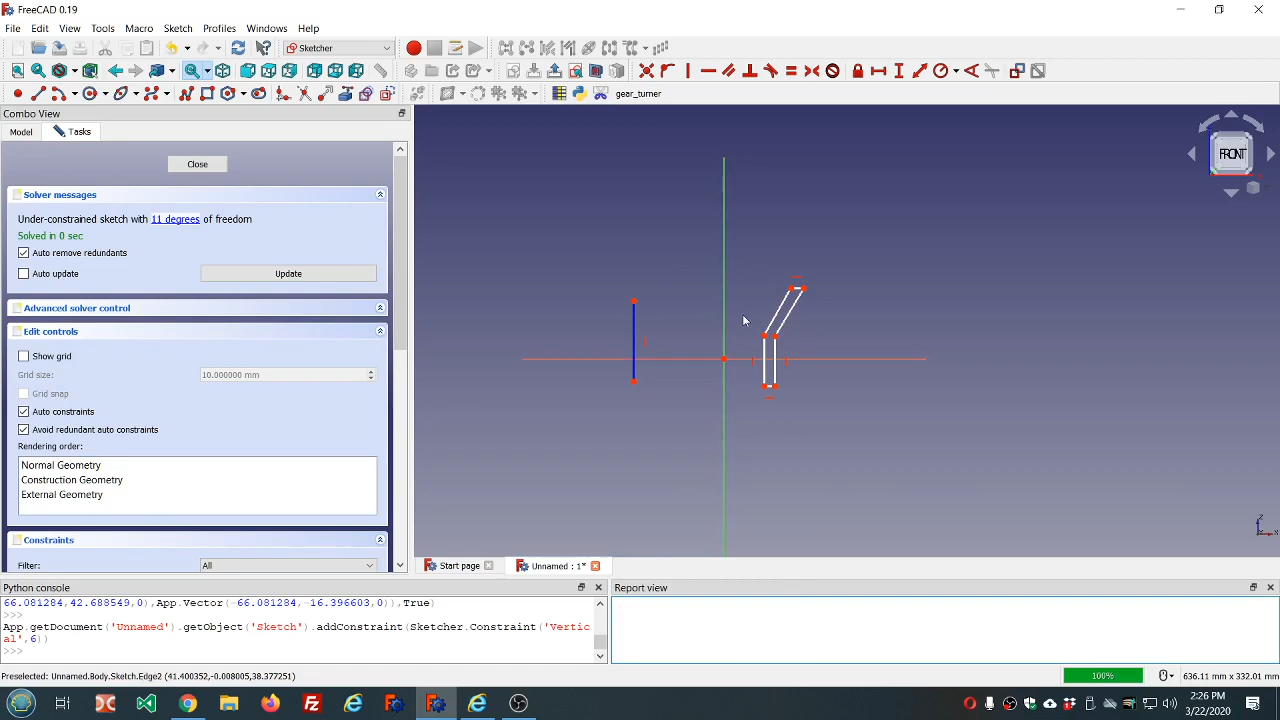 FreeCAD 0.19
File Edit View Tools Macro Sketch Profiles Windows Help
Sketcher
gear_turner
Combo View
Model Tasks
Close
Solver messages
Under-constrained sketch with 11 degrees of freedom
Solved in 0 sec
Auto remove redundants
Auto update Update
Advanced solver control
Edit controls
Show grid
Grid size: 10.000000 mm
Grid snap
Auto constraints
Avoid redundant auto constraints
Rendering order:
Normal Geometry
Construction Geometry
External Geometry
Constraints
Filter: All
FRONT
Z
X
Start page Unnamed : 1*
Python console
66.081284,42.688549,0),App.Vector(-66.081284,-16.396603,0)),True)
>>>
App.getDocument('Unnamed').getObject('Sketch').addConstraint(Sketcher.Constraint('Vertic
al',6))
>>>
Report view
Preselected: Unnamed.Body.Sketch.Edge2 (41.400352,-0.008005,38.377251)
100%
636.11 mm x 332.01 mm
2:26 PM
3/22/2020